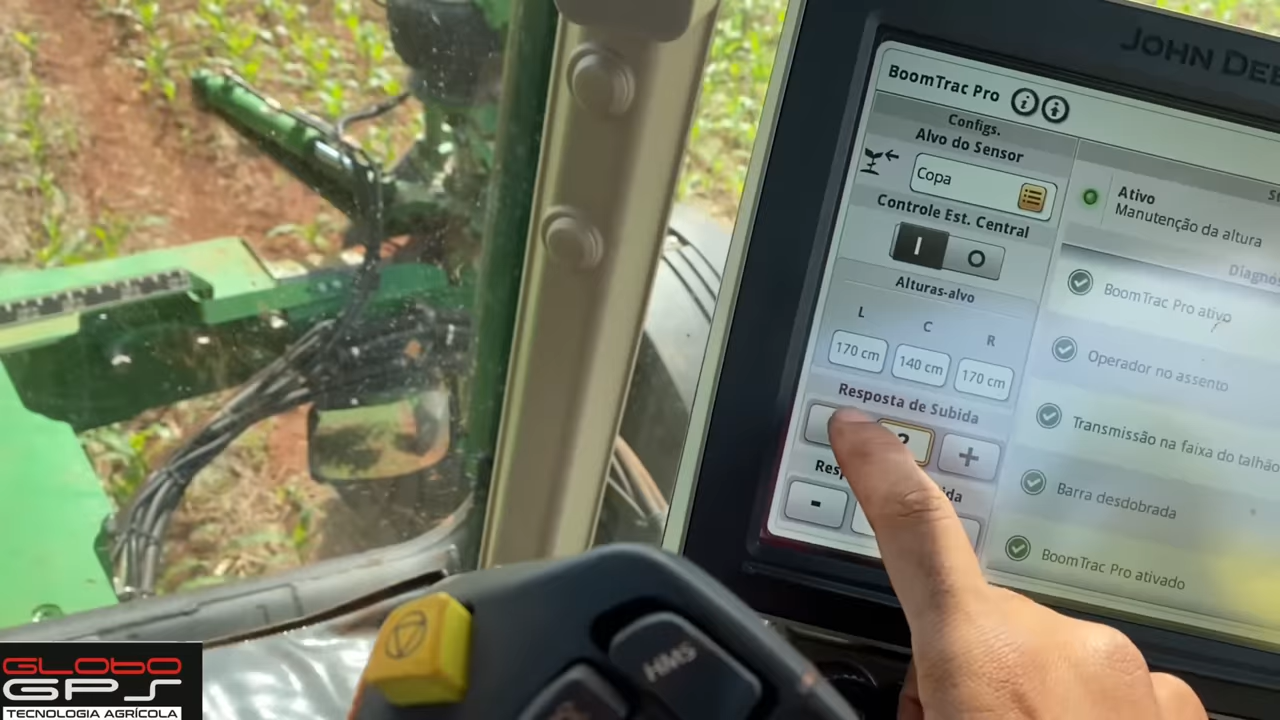 JOHN DEE
BoomTrac Pro
Configs.
Alvo do Sensor
Copa
Controle Est. Central
I
O
Alturas-alvo
L
C
R
170 cm
140 cm
170 cm
Resposta de Subida
+
-
Ativo
Manutenção da altura
BoomTrac Pro ativo
Operador no assento
Transmissão na faixa do talhão
Barra desdobrada
BoomTrac Pro ativado
HMS
GLOBO
GPS
TECNOLOGIA AGRÍCOLA